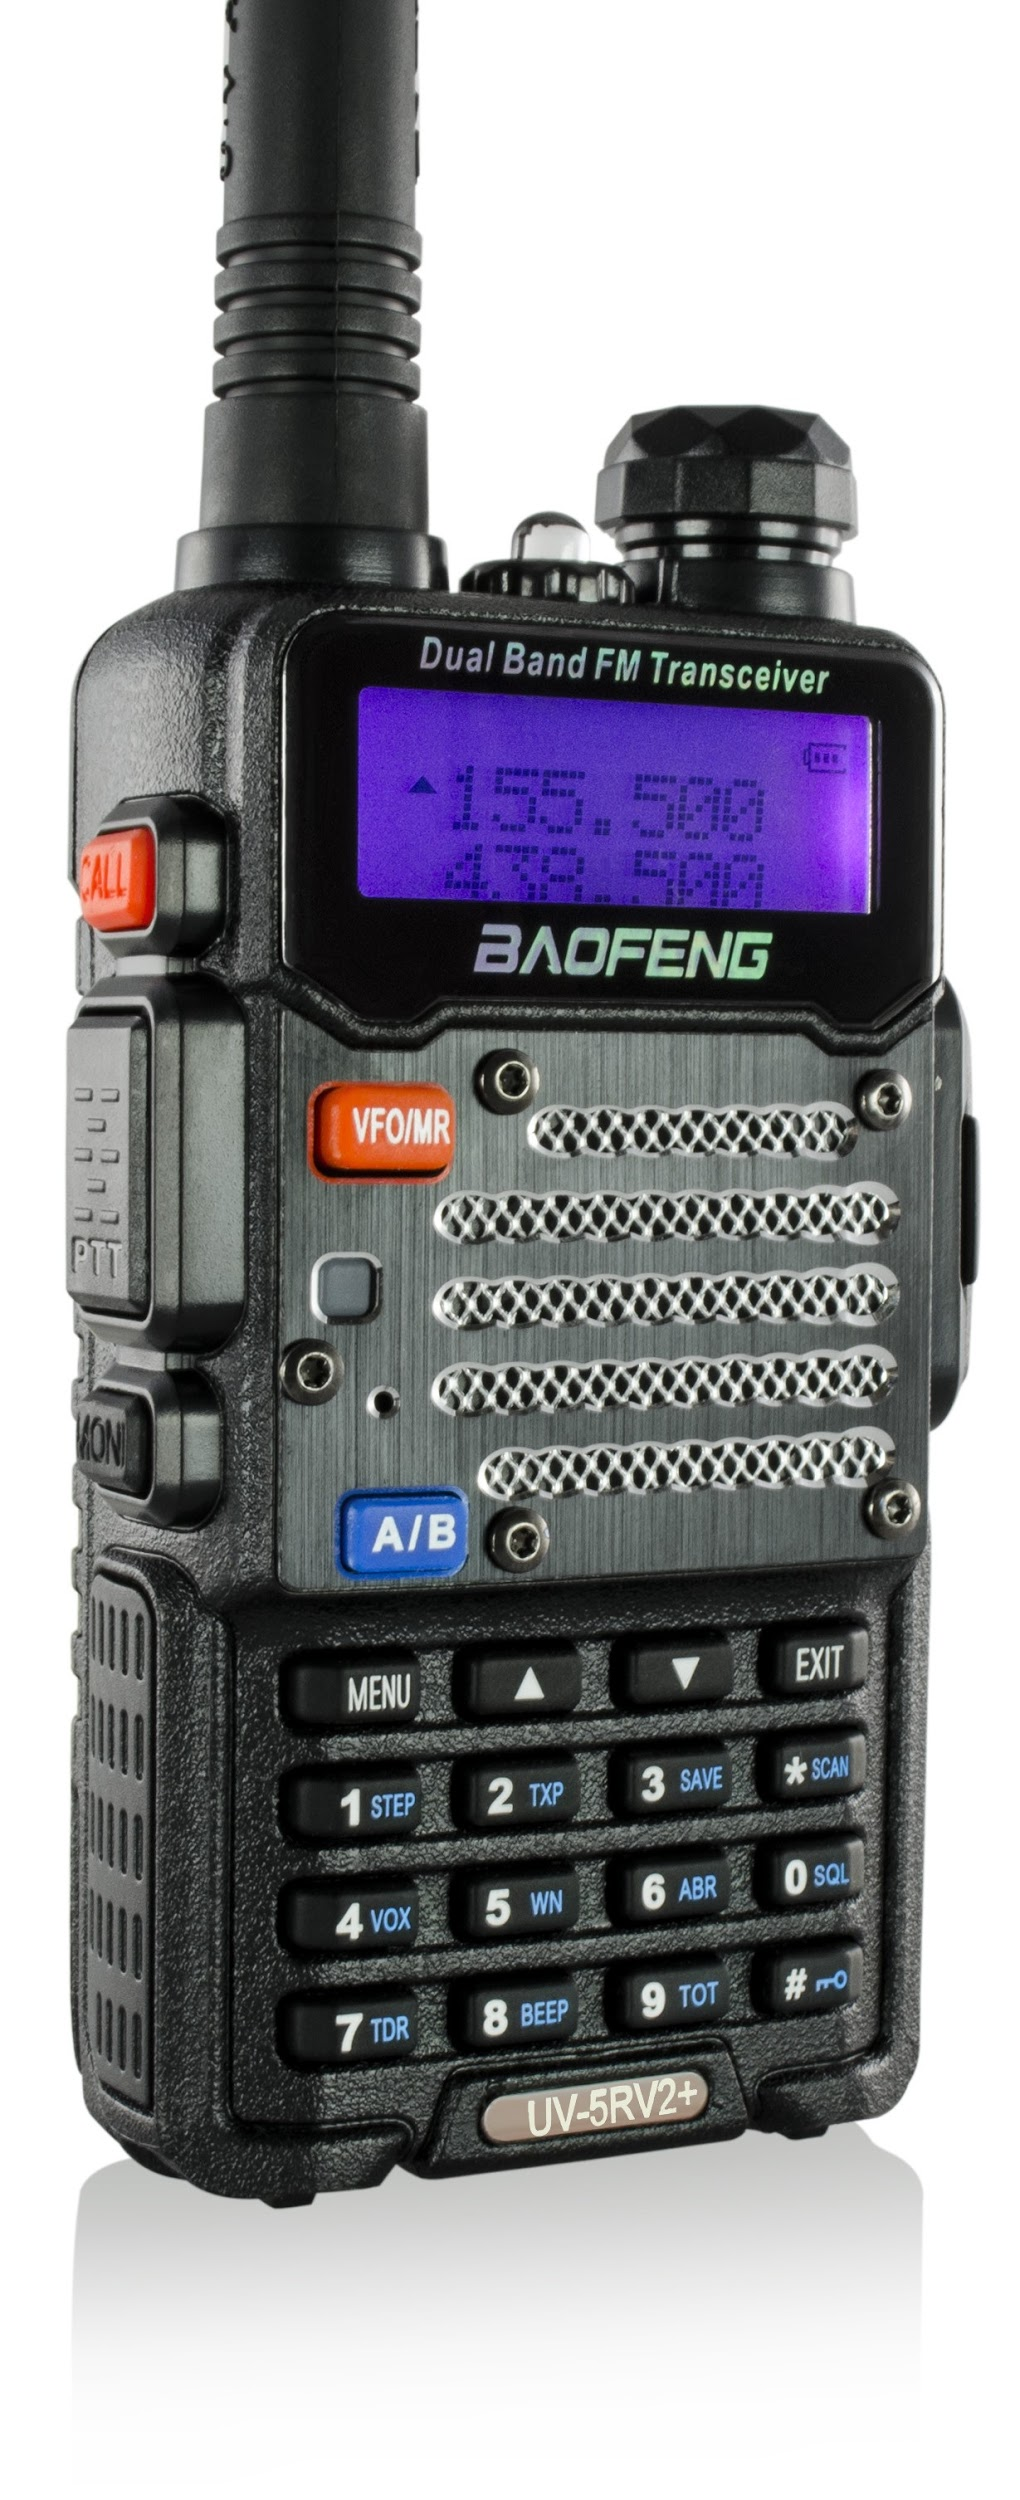 Dual Band FM Transceiver
155.500
439.500
BAOFENG
CALL
VFO/MR
PTT
MONI
A/B
MENU ▲ ▼ EXIT
1 STEP 2 TXP 3 SAVE * SCAN
4 VOX 5 WN 6 ABR 0 SQL
7 TDR 8 BEEP 9 TOT #
UV-5RV2+